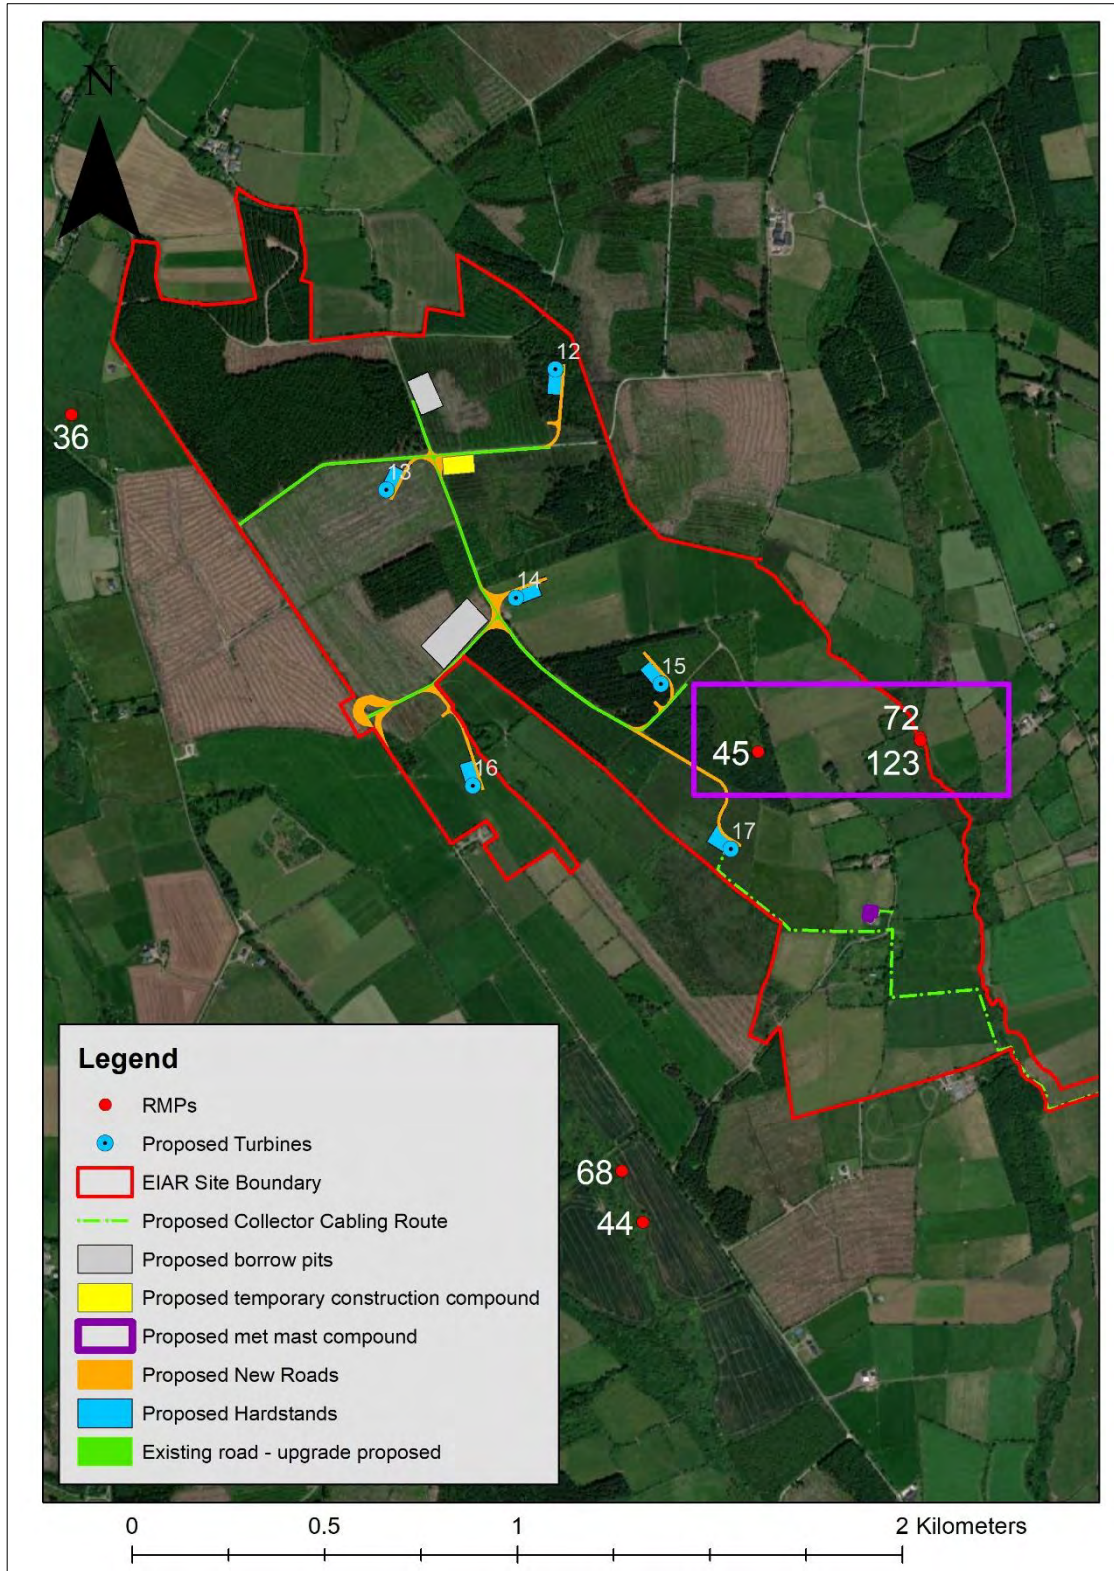 N
12
36
13
14
15
72
45
123
16
17
68
44
Legend
RMPs
Proposed Turbines
EIAR Site Boundary
Proposed Collector Cabling Route
Proposed borrow pits
Proposed temporary construction compound
Proposed met mast compound
Proposed New Roads
Proposed Hardstands
Existing road - upgrade proposed
0 0.5 1 2 Kilometers